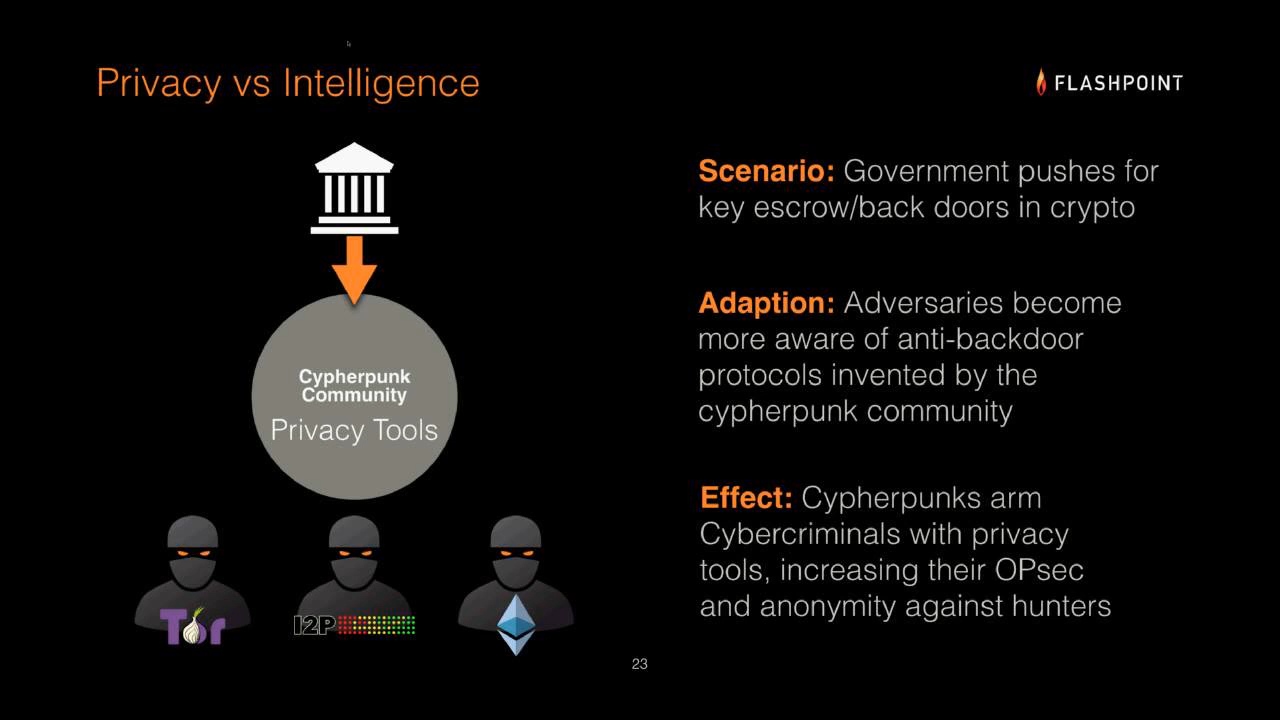 Privacy vs Intelligence
FLASHPOINT
Scenario: Government pushes for
key escrow/back doors in crypto
Adaption: Adversaries become
more aware of anti-backdoor
protocols invented by the
cypherpunk community
Cypherpunk
Community
Privacy Tools
Effect: Cypherpunks arm
Cybercriminals with privacy
tools, increasing their OPsec
and anonymity against hunters
Tor
I2P
23